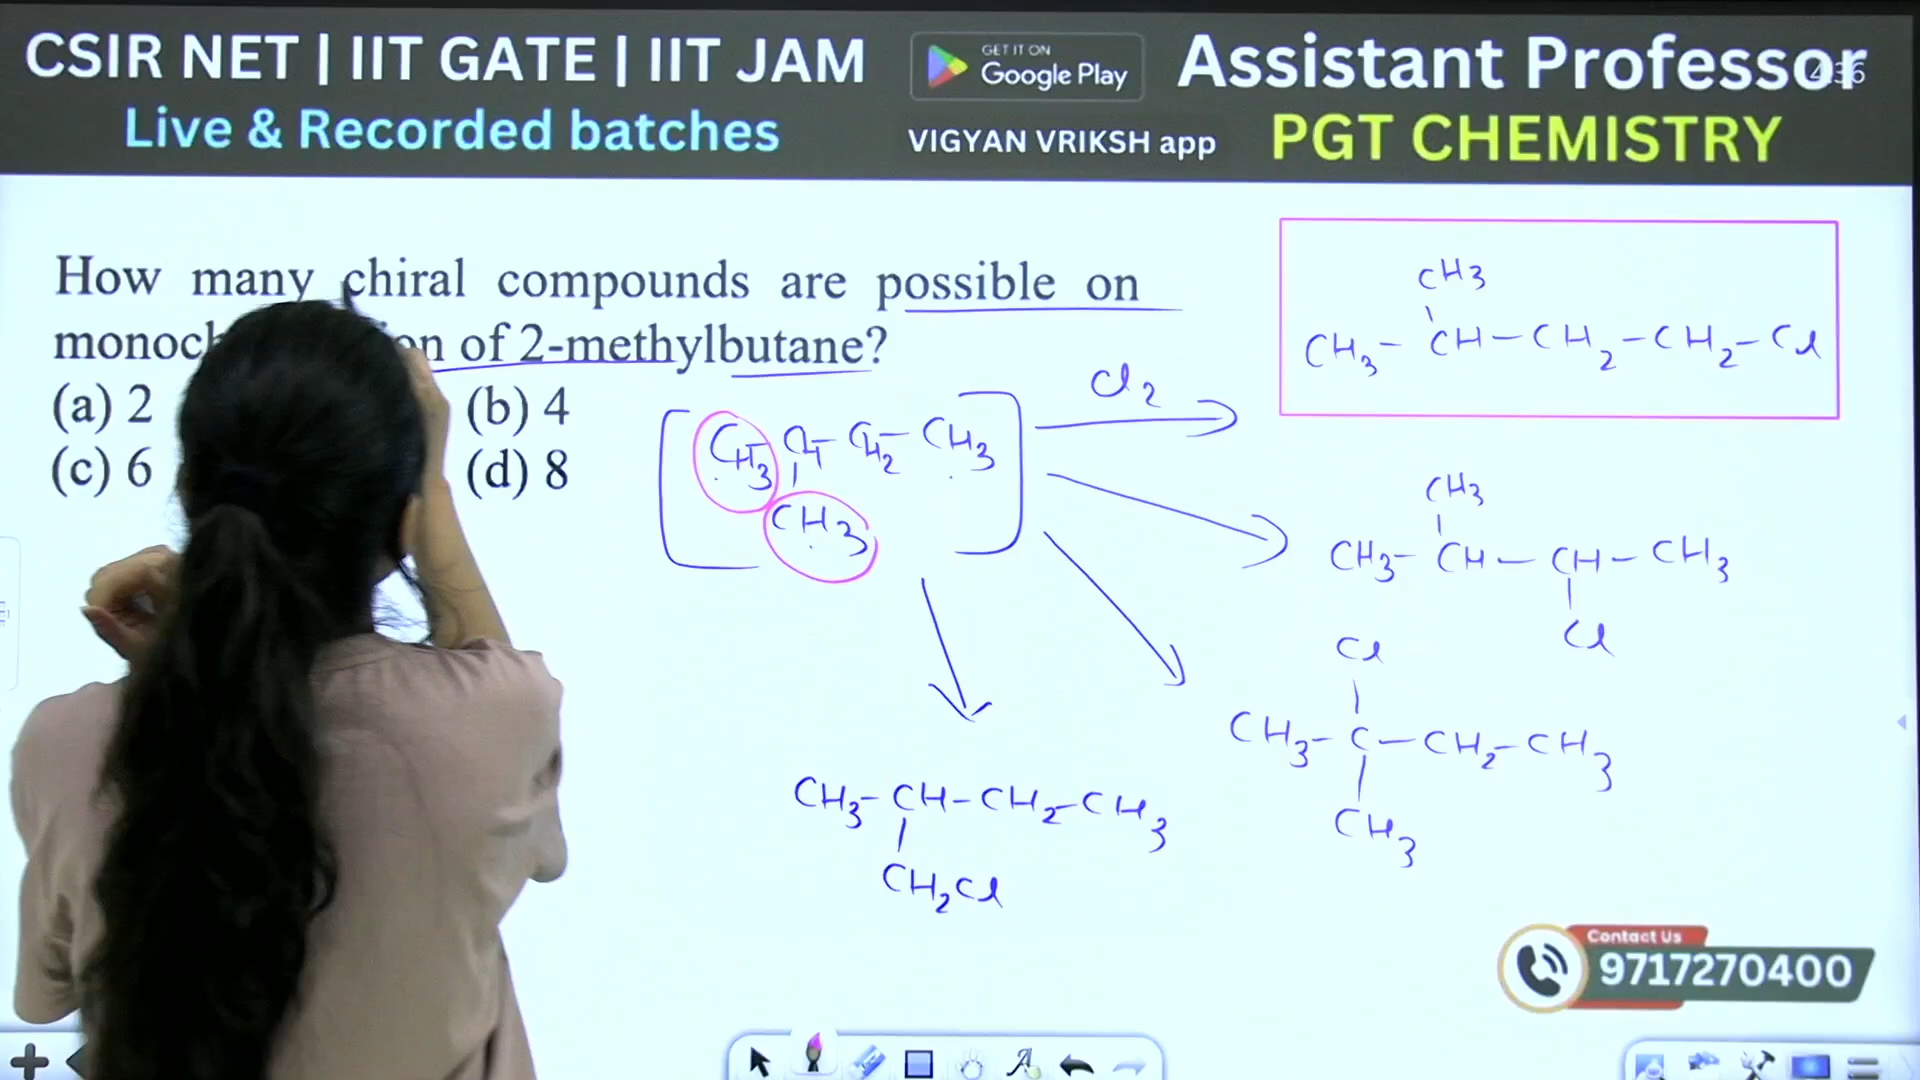 CSIR NET | IIT GATE | IIT JAM
Live & Recorded batches
GET IT ON
Google Play
VIGYAN VRIKSH app
Assistant Professor
4:36
PGT CHEMISTRY
How many chiral compounds are possible on
of 2-methylbutane?
(a) 2
(b) 4
(c) 6
(d) 8
CH3-CH-CH2-CH3
CH3
Cl2
CH3
CH3-CH-CH2-CH2-Cl
CH3
CH3-CH-CH-CH3
Cl
Cl
CH3-C-CH2-CH3
CH3
CH3-CH-CH2-CH3
CH2Cl
Contact Us
9717270400